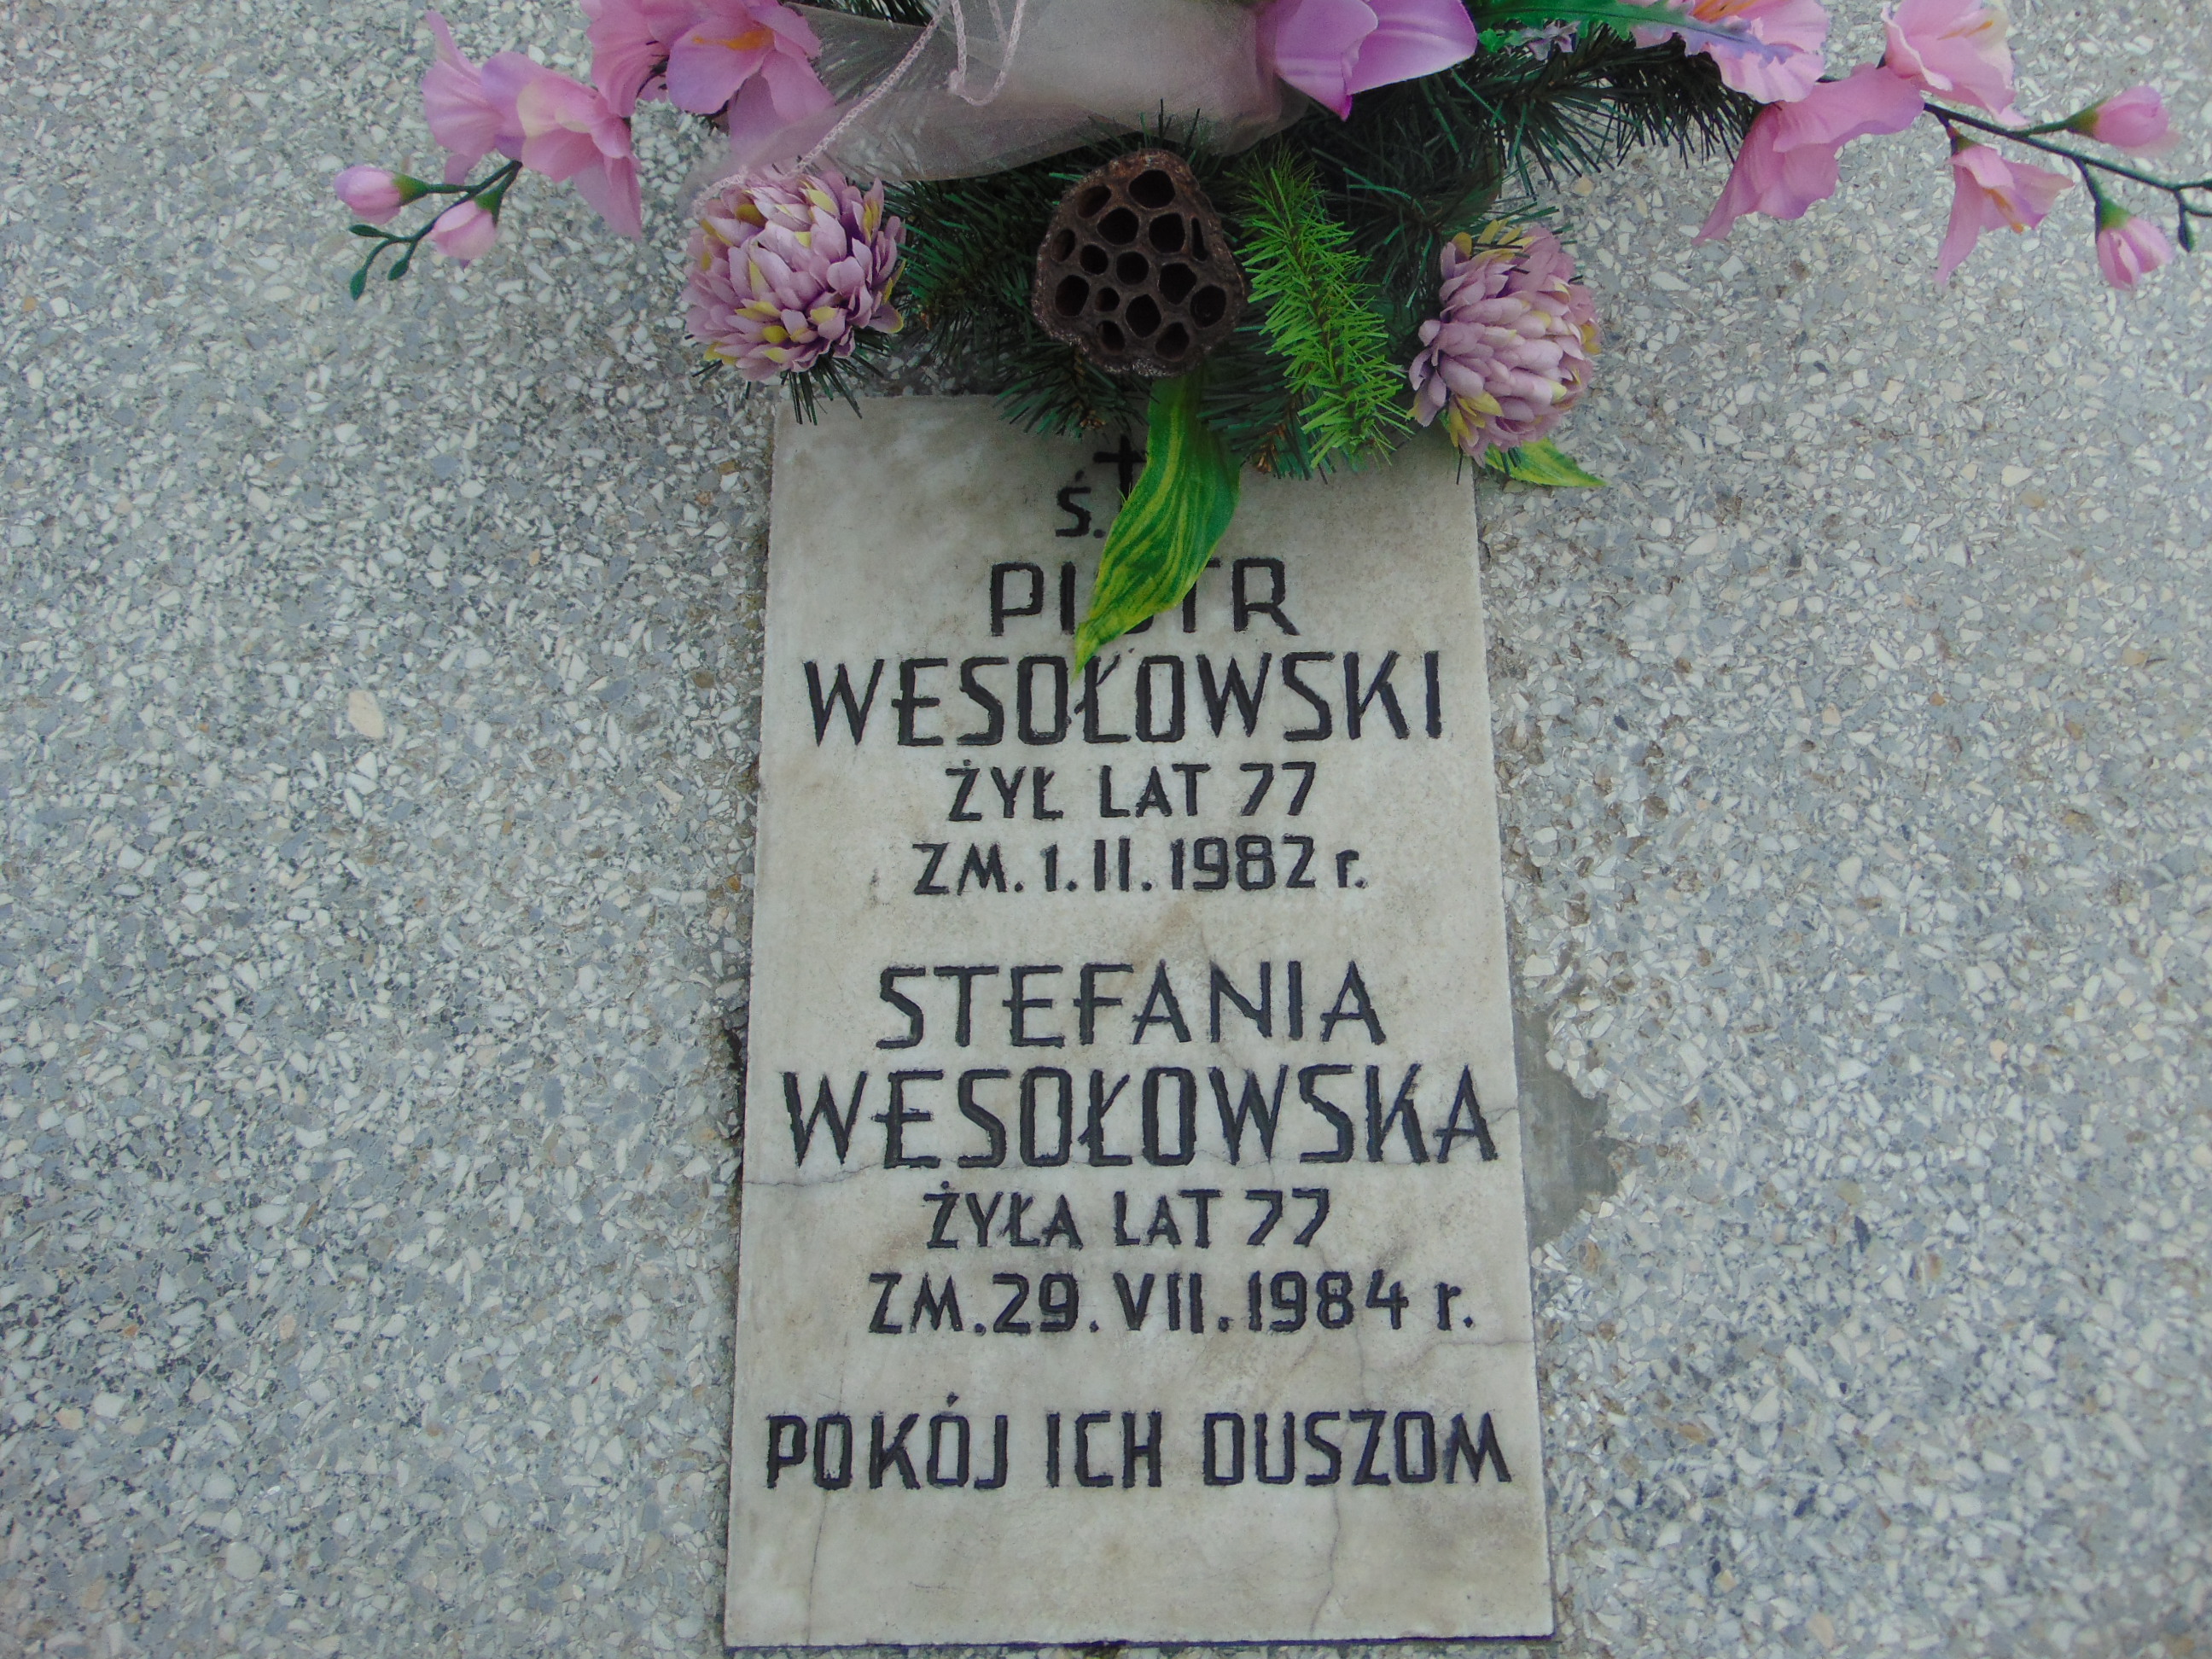 Ś.
PIOTR
WESOŁOWSKI
ŻYŁ LAT 77
ZM. 1. II. 1982 r.
STEFANIA
WESOŁOWSKA
ŻYŁA LAT 77
ZM. 29. VII. 1984 r.
POKÓJ ICH DUSZOM